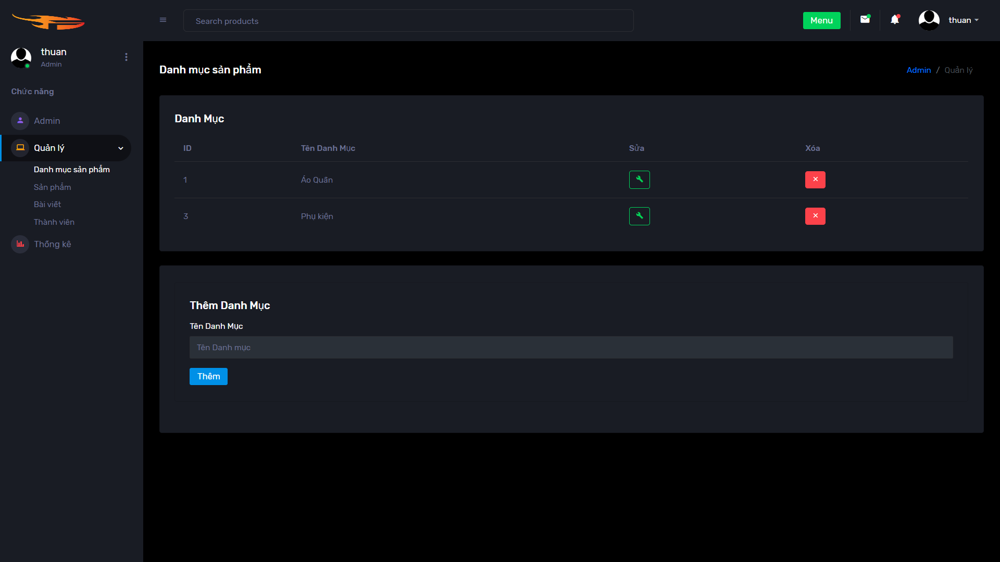 Search products
Menu
thuan
thuan
Admin
Chức năng
Admin
Quản lý
Danh mục sản phẩm
Sản phẩm
Bài viết
Thành viên
Thống kê
Danh mục sản phẩm
Admin / Quản lý
Danh Mục
ID Tên Danh Mục Sửa Xóa
1 Áo Quần
3 Phụ kiện
Thêm Danh Mục
Tên Danh Mục
Tên Danh mục
Thêm